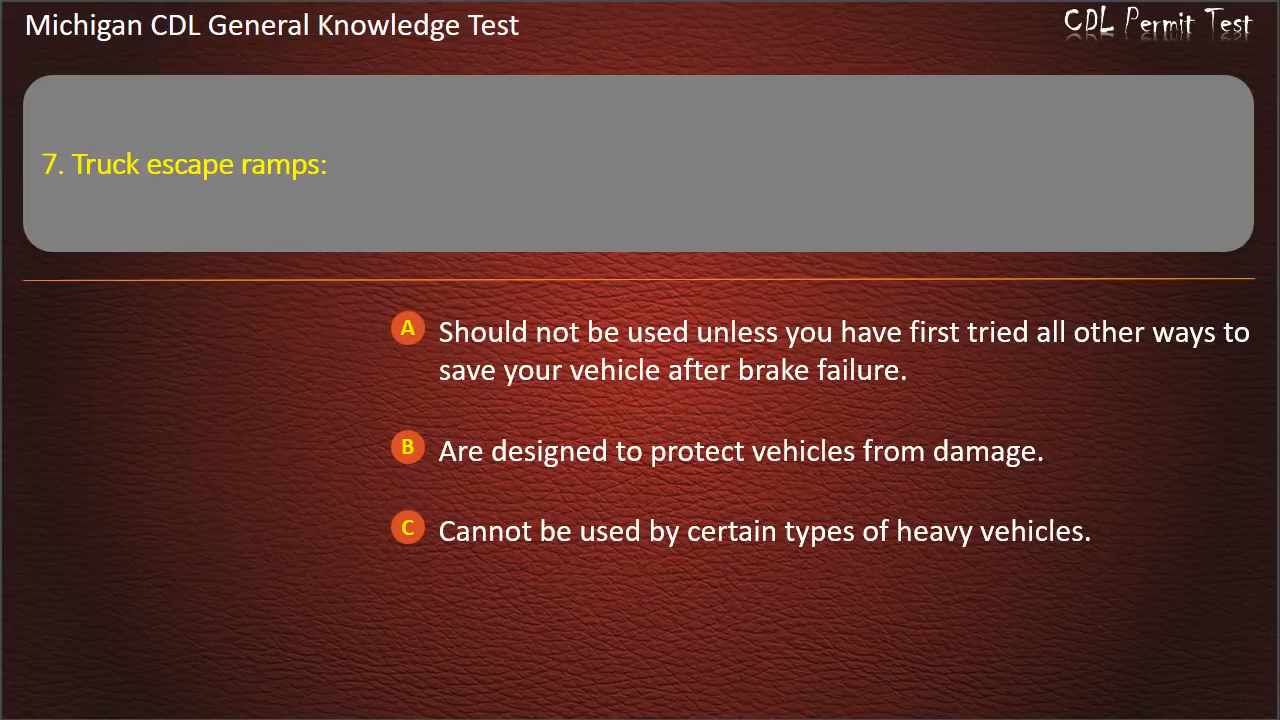 Michigan CDL General Knowledge Test
CDL Permit Test
7. Truck escape ramps:
A Should not be used unless you have first tried all other ways to
save your vehicle after brake failure.
B Are designed to protect vehicles from damage.
C Cannot be used by certain types of heavy vehicles.